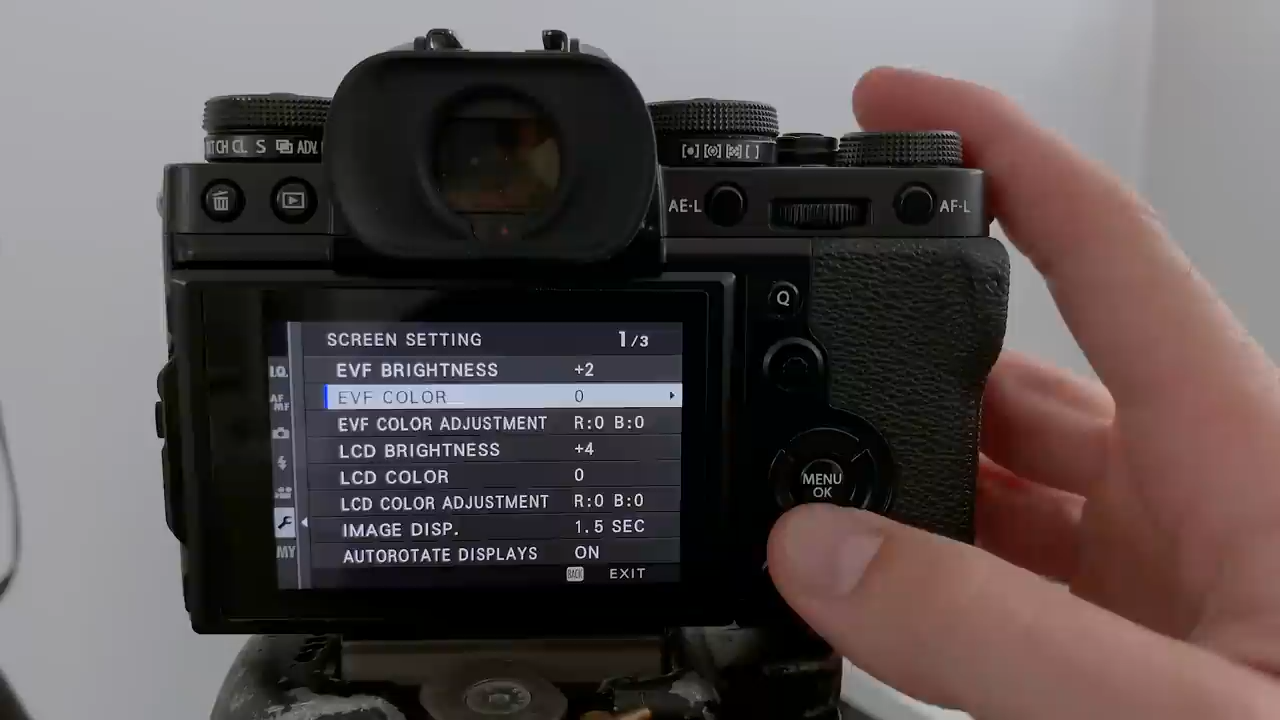 CH CL S ADV.
AE-L
AF-L
Q
SCREEN SETTING 1/3
EVF BRIGHTNESS +2
EVF COLOR 0
EVF COLOR ADJUSTMENT R:0 B:0
LCD BRIGHTNESS +4
LCD COLOR 0
LCD COLOR ADJUSTMENT R:0 B:0
IMAGE DISP. 1.5 SEC
AUTOROTATE DISPLAYS ON
BACK EXIT
I.Q.
AF
MF
MY
MENU
OK